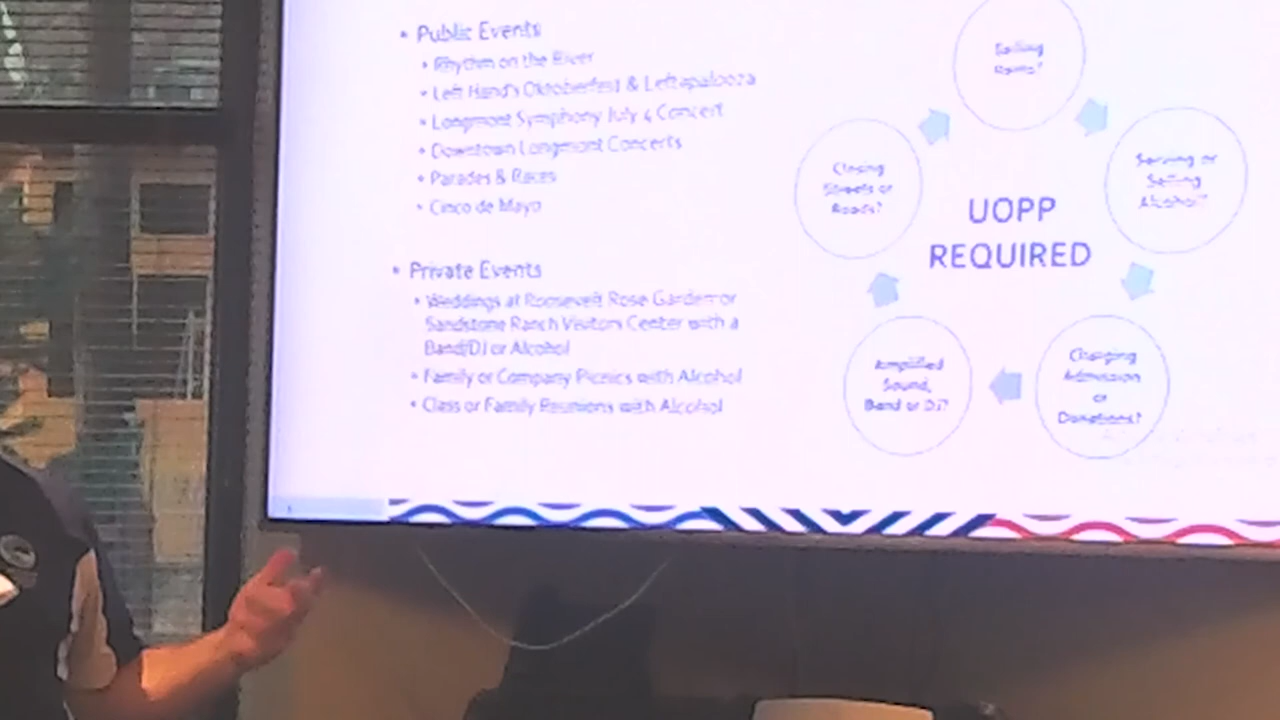 • Public Events
• Rhythm on the River
• Left Hand's Oktoberfest & Leftapalooza
• Longmont Symphony July 4 Concert
• Downtown Longmont Concerts
• Parades & Races
• Cinco de Mayo
• Private Events
• Weddings at Roosevelt Rose Garden or
Sandstone Ranch Visitors Center with a
Band/DJ or Alcohol
• Family or Company Picnics with Alcohol
• Class or Family Reunions with Alcohol
Selling
Serving or
Selling
Alcohol?
Charging
Admission
or
Donations?
Amplified
Sound,
Band or DJ?
Closing
Streets or
Roads?
UOPP
REQUIRED